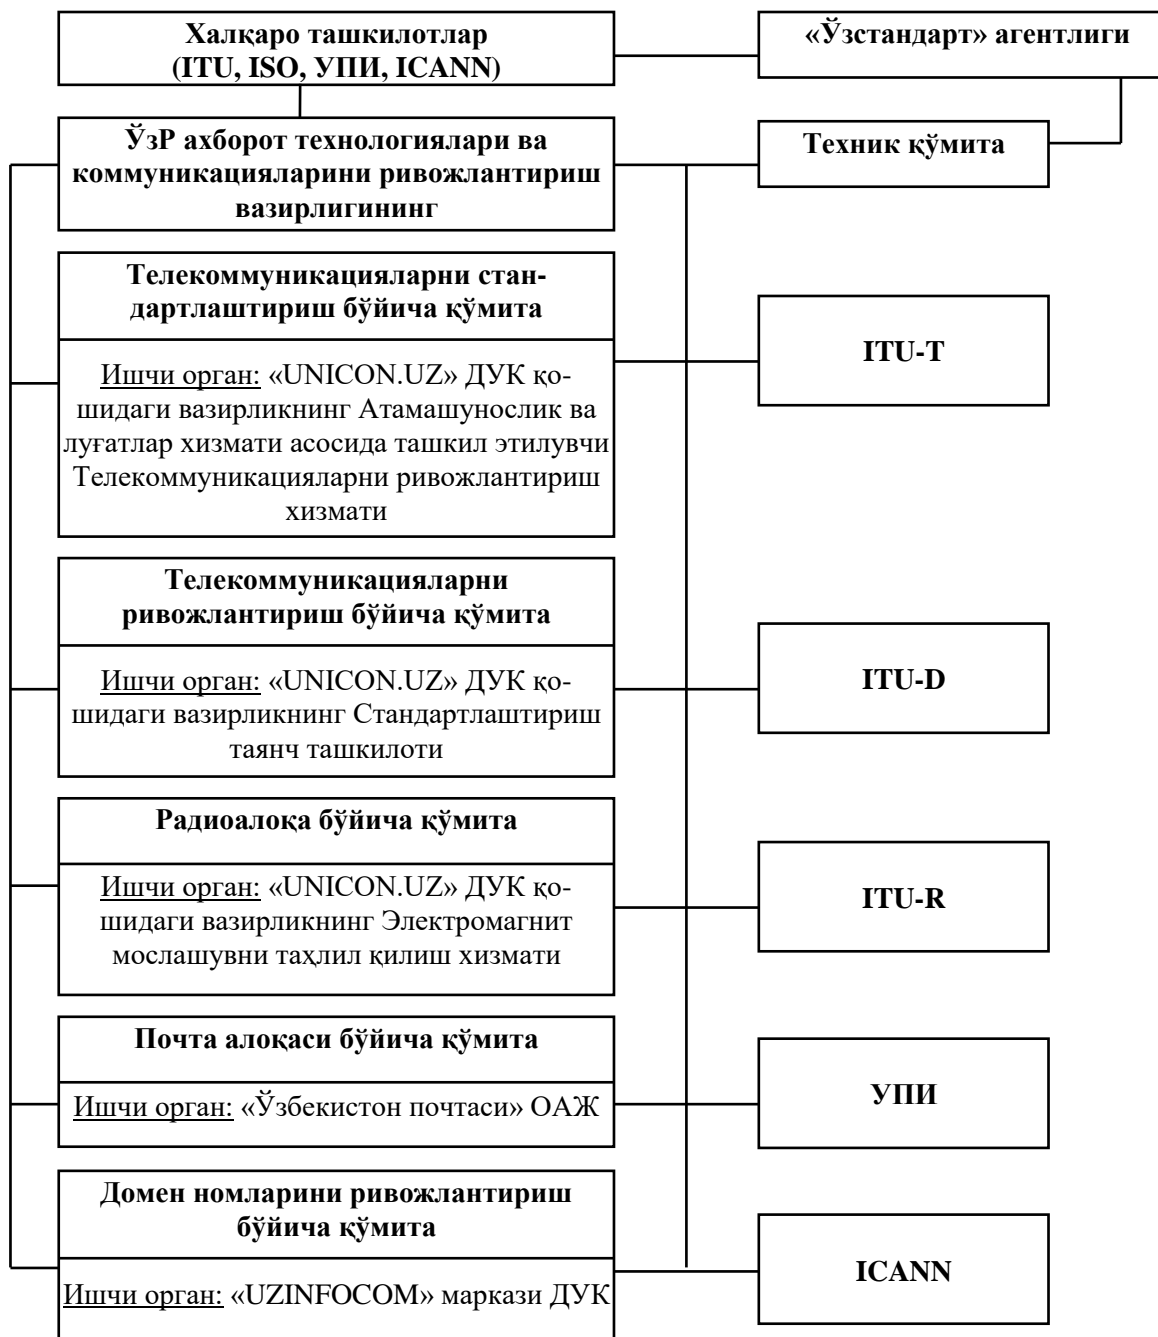 Халқаро ташкилотлар
(ITU, ISO, УПИ, ICANN)
«Ўзстандарт» агентлиги
ЎзР ахборот технологиялари ва
коммуникацияларини ривожлантириш
вазирлигининг
Техник қўмита
Телекоммуникацияларни стан-
дартлаштириш бўйича қўмита
Ишчи орган: «UNICON.UZ» ДУК қо-
шидаги вазирликнинг Атамашунослик ва
луғатлар хизмати асосида ташкил этилувчи
Телекоммуникацияларни ривожлантириш
хизмати
ITU-T
Телекоммуникацияларни
ривожлантириш бўйича қўмита
Ишчи орган: «UNICON.UZ» ДУК қо-
шидаги вазирликнинг Стандартлаштириш
таянч ташкилоти
ITU-D
Радиоалоқа бўйича қўмита
Ишчи орган: «UNICON.UZ» ДУК қо-
шидаги вазирликнинг Электромагнит
мослашувни таҳлил қилиш хизмати
ITU-R
Почта алоқаси бўйича қўмита
Ишчи орган: «Ўзбекистон почтаси» ОАЖ
УПИ
Домен номларини ривожлантириш
бўйича қўмита
Ишчи орган: «UZINFOCOM» маркази ДУК
ICANN